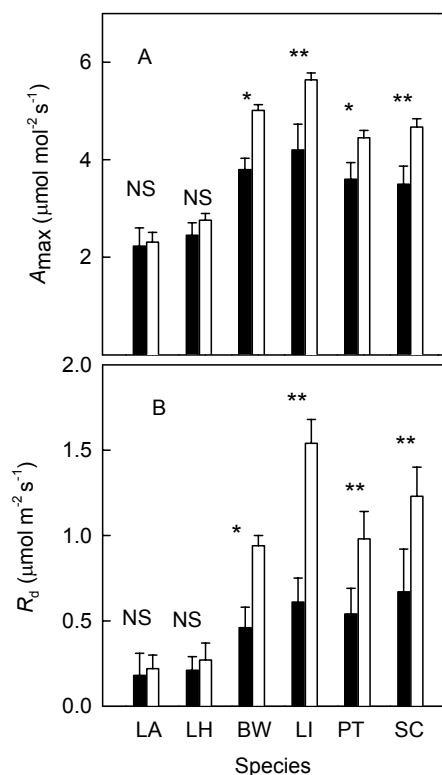 A
6
4
2
Amax (μmol mol⁻² s⁻¹)
NS
NS
*
**
*
**
B
2.0
1.5
1.0
0.5
0.0
Rd (μmol m⁻² s⁻¹)
NS
NS
*
**
**
**
LA LH BW LI PT SC
Species